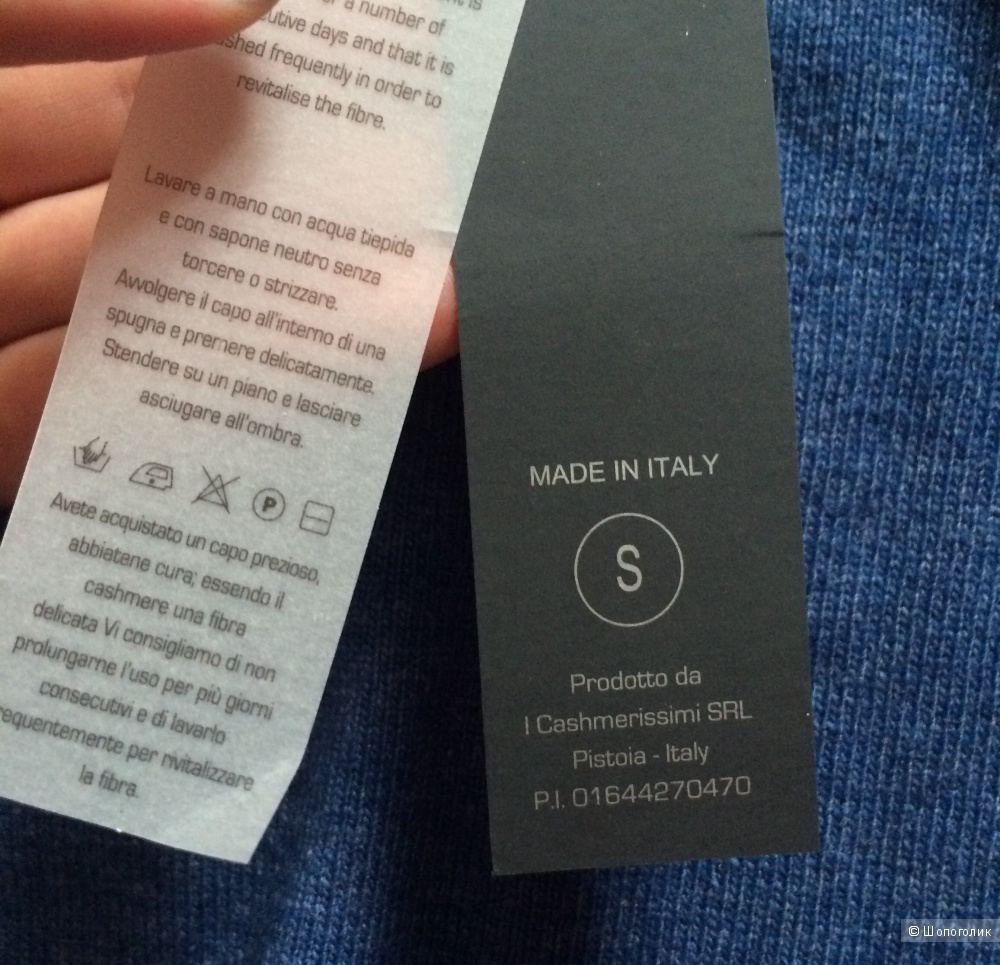 a number of
days and that it is
frequently in order to
revitalise the fibre.
Lavare a mano con acqua tiepida
e con sapone neutro senza
torcere o strizzare.
Avvolgere il capo all'interno di una
spugna e premere delicatamente.
Stendere su un piano e lasciare
asciugare all'ombra.
P
Avete acquistato un capo prezioso,
abbiatene cura; essendo il
cashmere una fibra
delicata Vi consigliamo di non
prolungarne l'uso per più giorni
consecutivi e di lavarlo
requentemente per rivitalizzare
la fibra.
MADE IN ITALY
S
Prodotto da
I Cashmerissimi SRL
Pistoia - Italy
P.I. 01644270470
© Шопоголик